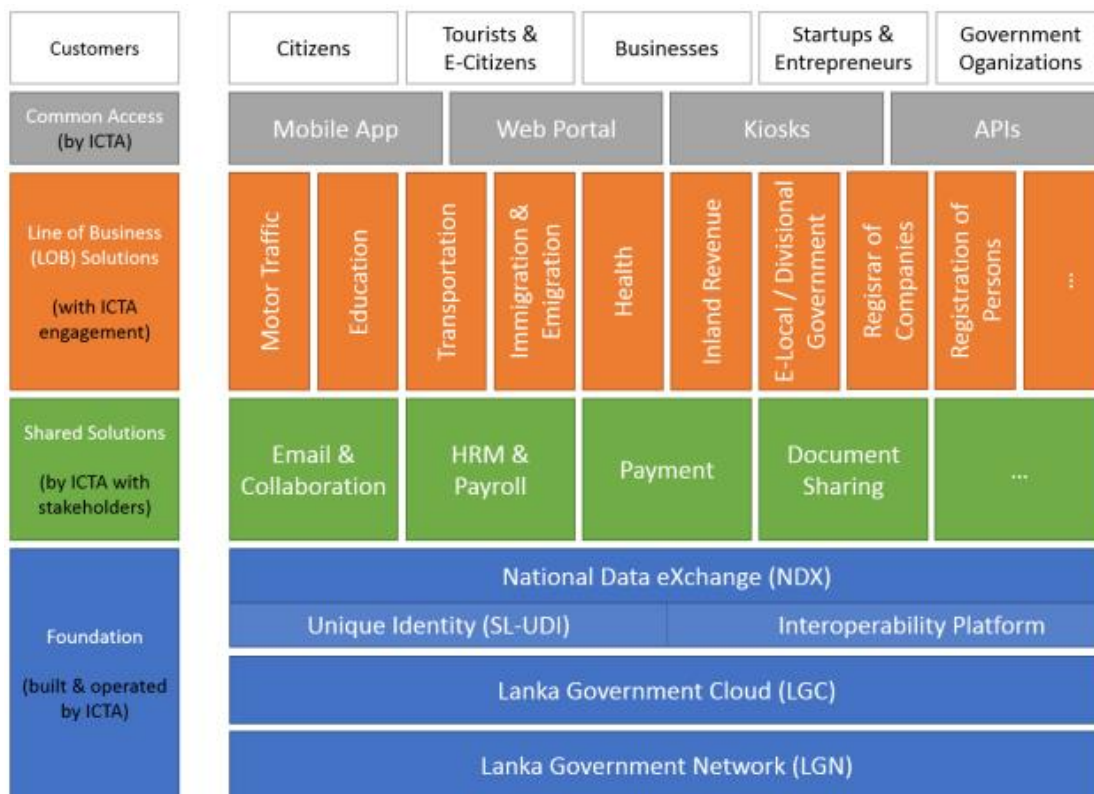 Customers
Citizens
Tourists &
E-Citizens
Businesses
Startups &
Entrepreneurs
Government
Oganizations
Common Access
(by ICTA)
Mobile App
Web Portal
Kiosks
APIs
Line of Business
(LOB) Solutions
(with ICTA
engagement)
Motor Traffic
Education
Transportation
Immigration &
Emigration
Health
Inland Revenue
E-Local / Divisional
Government
Regisrar of
Companies
Registration of
Persons
...
Shared Solutions
(by ICTA with
stakeholders)
Email &
Collaboration
HRM &
Payroll
Payment
Document
Sharing
...
Foundation
(built & operated
by ICTA)
National Data eXchange (NDX)
Unique Identity (SL-UDI)
Interoperability Platform
Lanka Government Cloud (LGC)
Lanka Government Network (LGN)